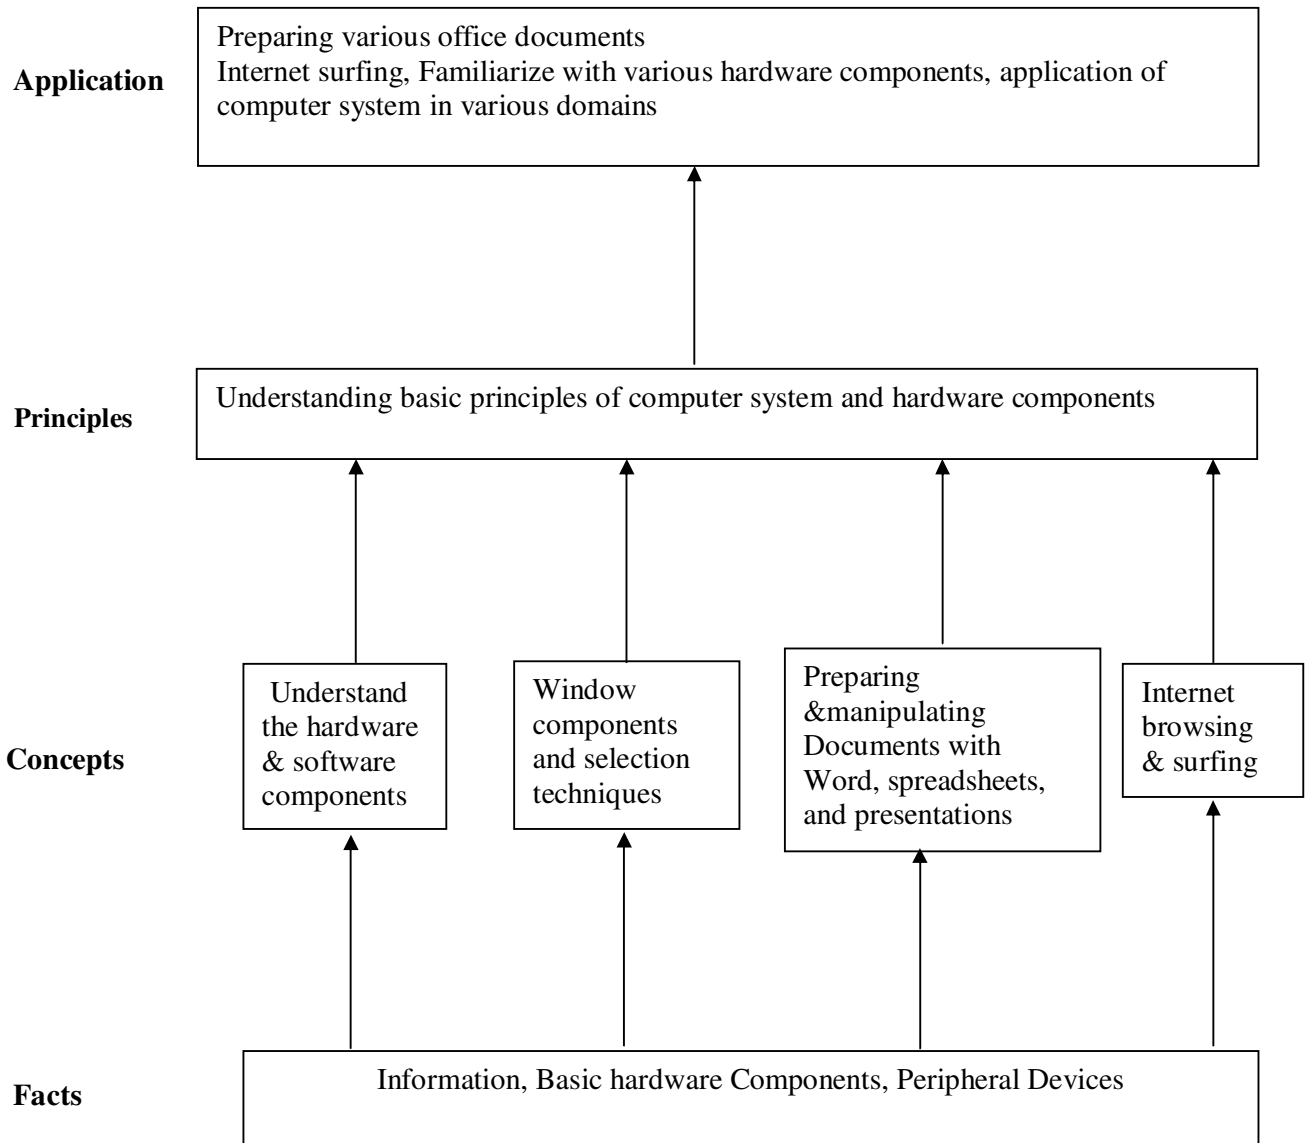 Application
Preparing various office documents
Internet surfing, Familiarize with various hardware components, application of
computer system in various domains
Principles
Understanding basic principles of computer system and hardware components
Concepts
Understand
the hardware
& software
components
Window
components
and selection
techniques
Preparing
&manipulating
Documents with
Word, spreadsheets,
and presentations
Internet
browsing
& surfing
Facts
Information, Basic hardware Components, Peripheral Devices